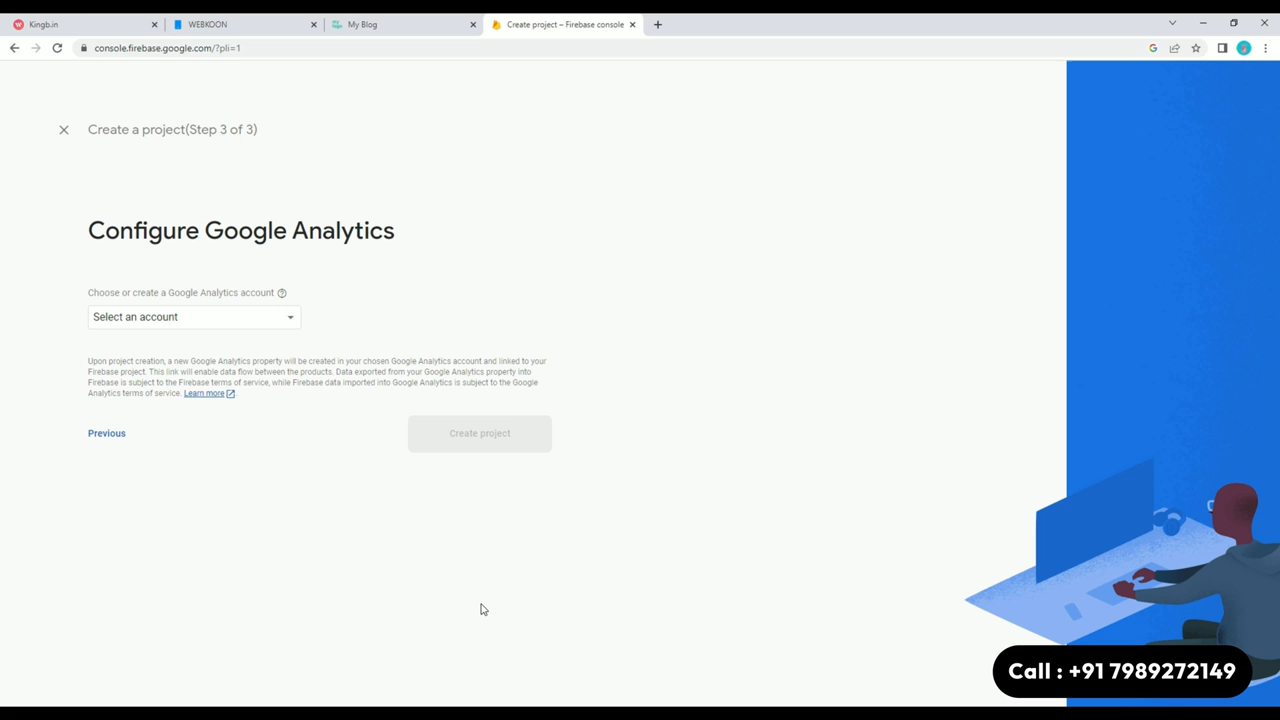 Kingb.in
WEBKOON
My Blog
Create project – Firebase console
console.firebase.google.com/?pli=1
Create a project(Step 3 of 3)
Configure Google Analytics
Choose or create a Google Analytics account
Select an account
Upon project creation, a new Google Analytics property will be created in your chosen Google Analytics account and linked to your
Firebase project. This link will enable data flow between the products. Data exported from your Google Analytics property into
Firebase is subject to the Firebase terms of service, while Firebase data imported into Google Analytics is subject to the Google
Analytics terms of service. Learn more
Previous
Create project
Call : +91 7989272149